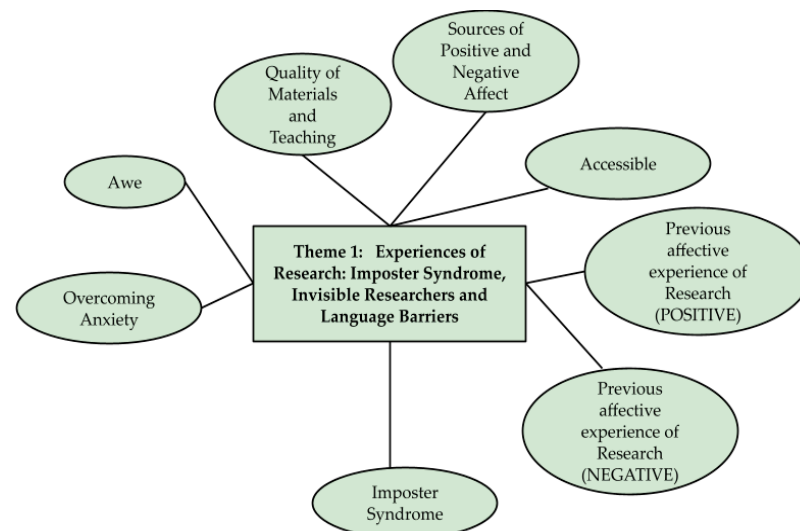 Sources of
Positive and
Negative
Affect
Quality of
Materials
and
Teaching
Accessible
Awe
Previous
affective
experience of
Research
(POSITIVE)
Theme 1:   Experiences of
Research: Imposter Syndrome,
Invisible Researchers and
Language Barriers
Overcoming
Anxiety
Previous
affective
experience of
Research
(NEGATIVE)
Imposter
Syndrome